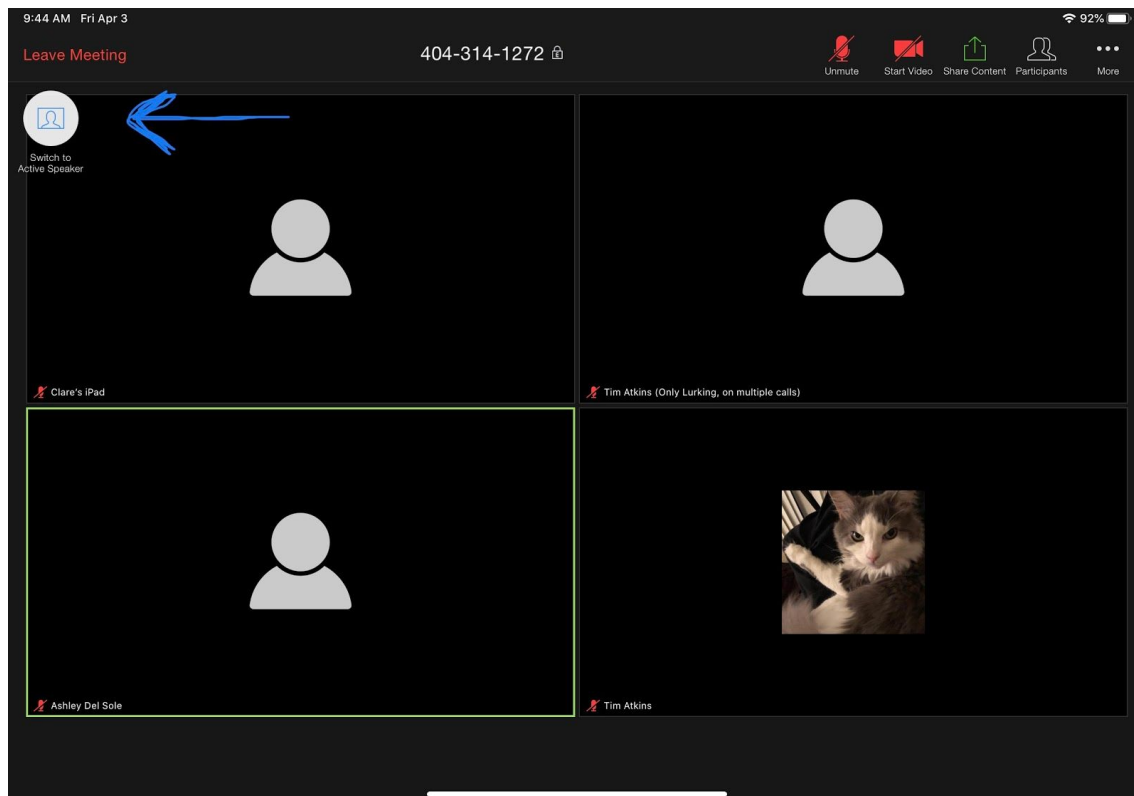 9:44 AM Fri Apr 3
92%
Leave Meeting
404-314-1272
Unmute
Start Video
Share Content
Participants
More
Switch to
Active Speaker
Clare's iPad
Tim Atkins (Only Lurking, on multiple calls)
Ashley Del Sole
Tim Atkins